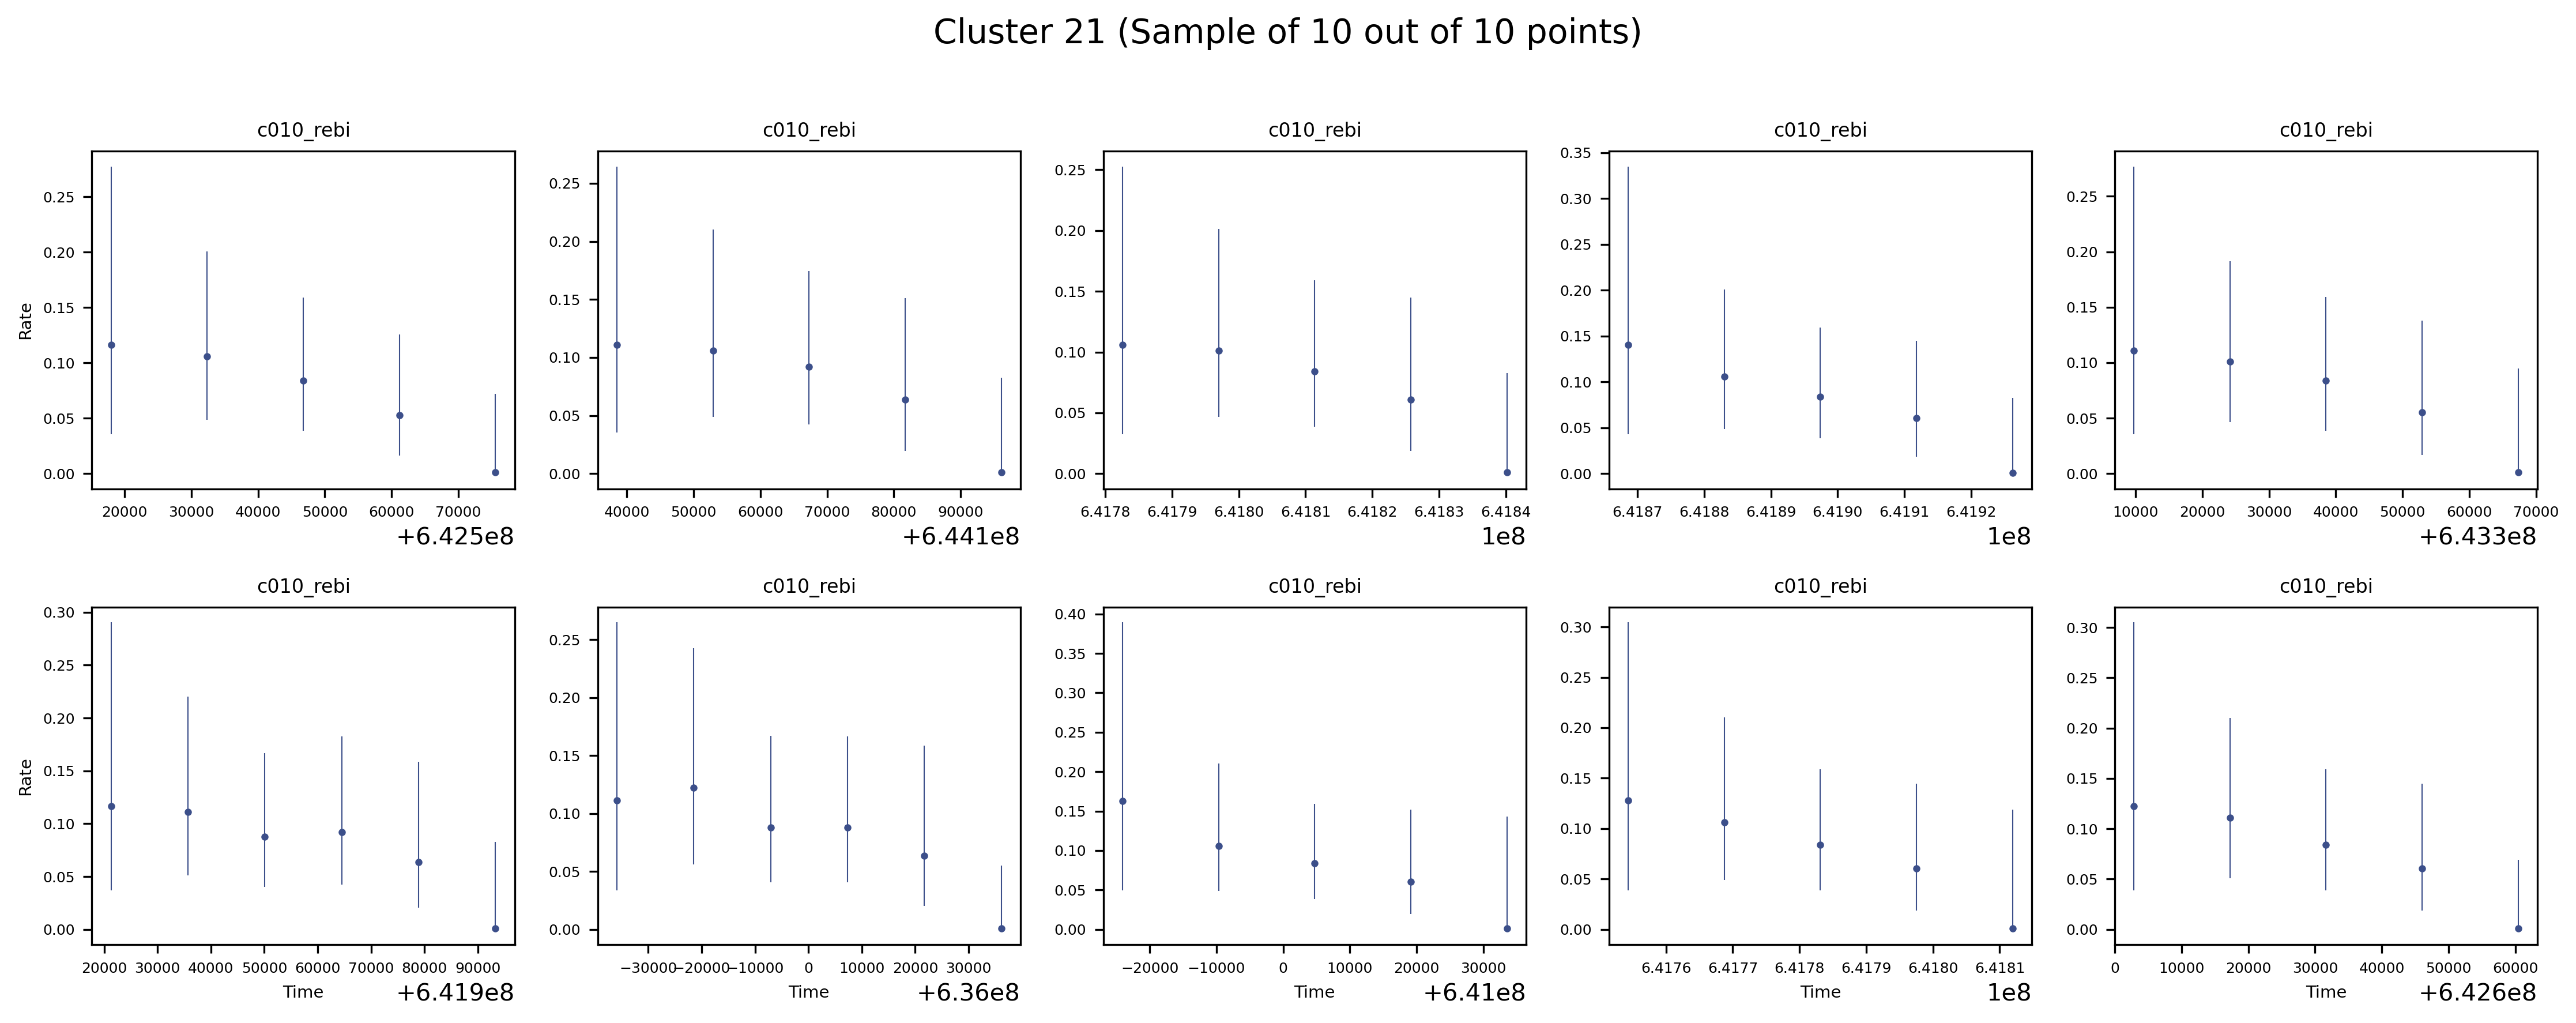 Cluster 21 (Sample of 10 out of 10 points)
c010_rebi c010_rebi c010_rebi c010_rebi c010_rebi
Rate
0.25 0.20 0.15 0.10 0.05 0.00
20000 30000 40000 50000 60000 70000
+6.425e8
0.25 0.20 0.15 0.10 0.05 0.00
40000 50000 60000 70000 80000 90000
+6.441e8
0.25 0.20 0.15 0.10 0.05 0.00
6.4178 6.4179 6.4180 6.4181 6.4182 6.4183 6.4184
1e8
0.35 0.30 0.25 0.20 0.15 0.10 0.05 0.00
6.4187 6.4188 6.4189 6.4190 6.4191 6.4192
1e8
0.25 0.20 0.15 0.10 0.05 0.00
10000 20000 30000 40000 50000 60000 70000
+6.433e8
c010_rebi c010_rebi c010_rebi c010_rebi c010_rebi
Rate
0.30 0.25 0.20 0.15 0.10 0.05 0.00
20000 30000 40000 50000 60000 70000 80000 90000
Time +6.419e8
0.25 0.20 0.15 0.10 0.05 0.00
−30000 −20000 −10000 0 10000 20000 30000
Time +6.36e8
0.40 0.35 0.30 0.25 0.20 0.15 0.10 0.05 0.00
−20000 −10000 0 10000 20000 30000
Time +6.41e8
0.30 0.25 0.20 0.15 0.10 0.05 0.00
6.4176 6.4177 6.4178 6.4179 6.4180 6.4181
Time 1e8
0.30 0.25 0.20 0.15 0.10 0.05 0.00
0 10000 20000 30000 40000 50000 60000
Time +6.426e8